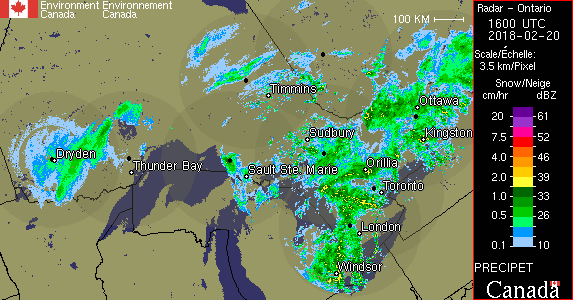 Environment Environnement
Canada Canada
100 KM
Timmins
Ottawa
Sudbury
Kingston
Dryden
Thunder Bay
Sault Ste. Marie
Orillia
Toronto
London
Windsor
Radar - Ontario
1600 UTC
2018-02-20
Scale/Échelle:
3.5 km/Pixel
Snow/Neige
cm/hr dBZ
20 61
7.5 52
4.0 46
2.0 39
1.0 33
0.5 26
0.1 10
PRECIPET
Canada